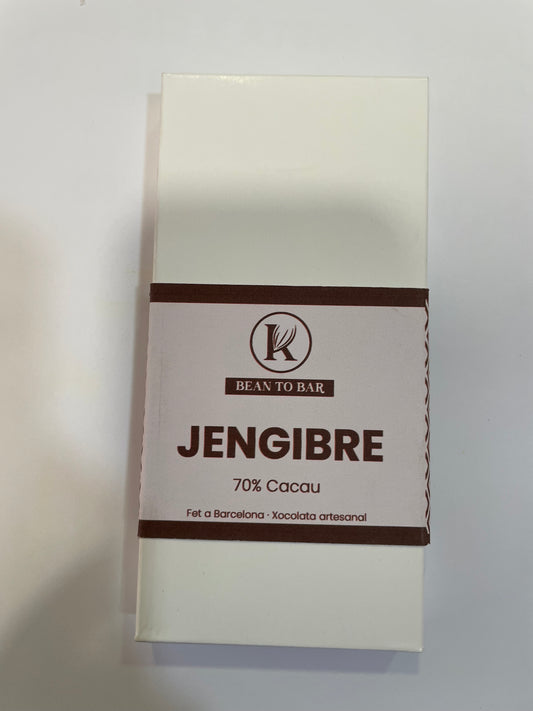 K
BEAN TO BAR
JENGIBRE
70% Cacau
Fet a Barcelona · Xocolata artesanal